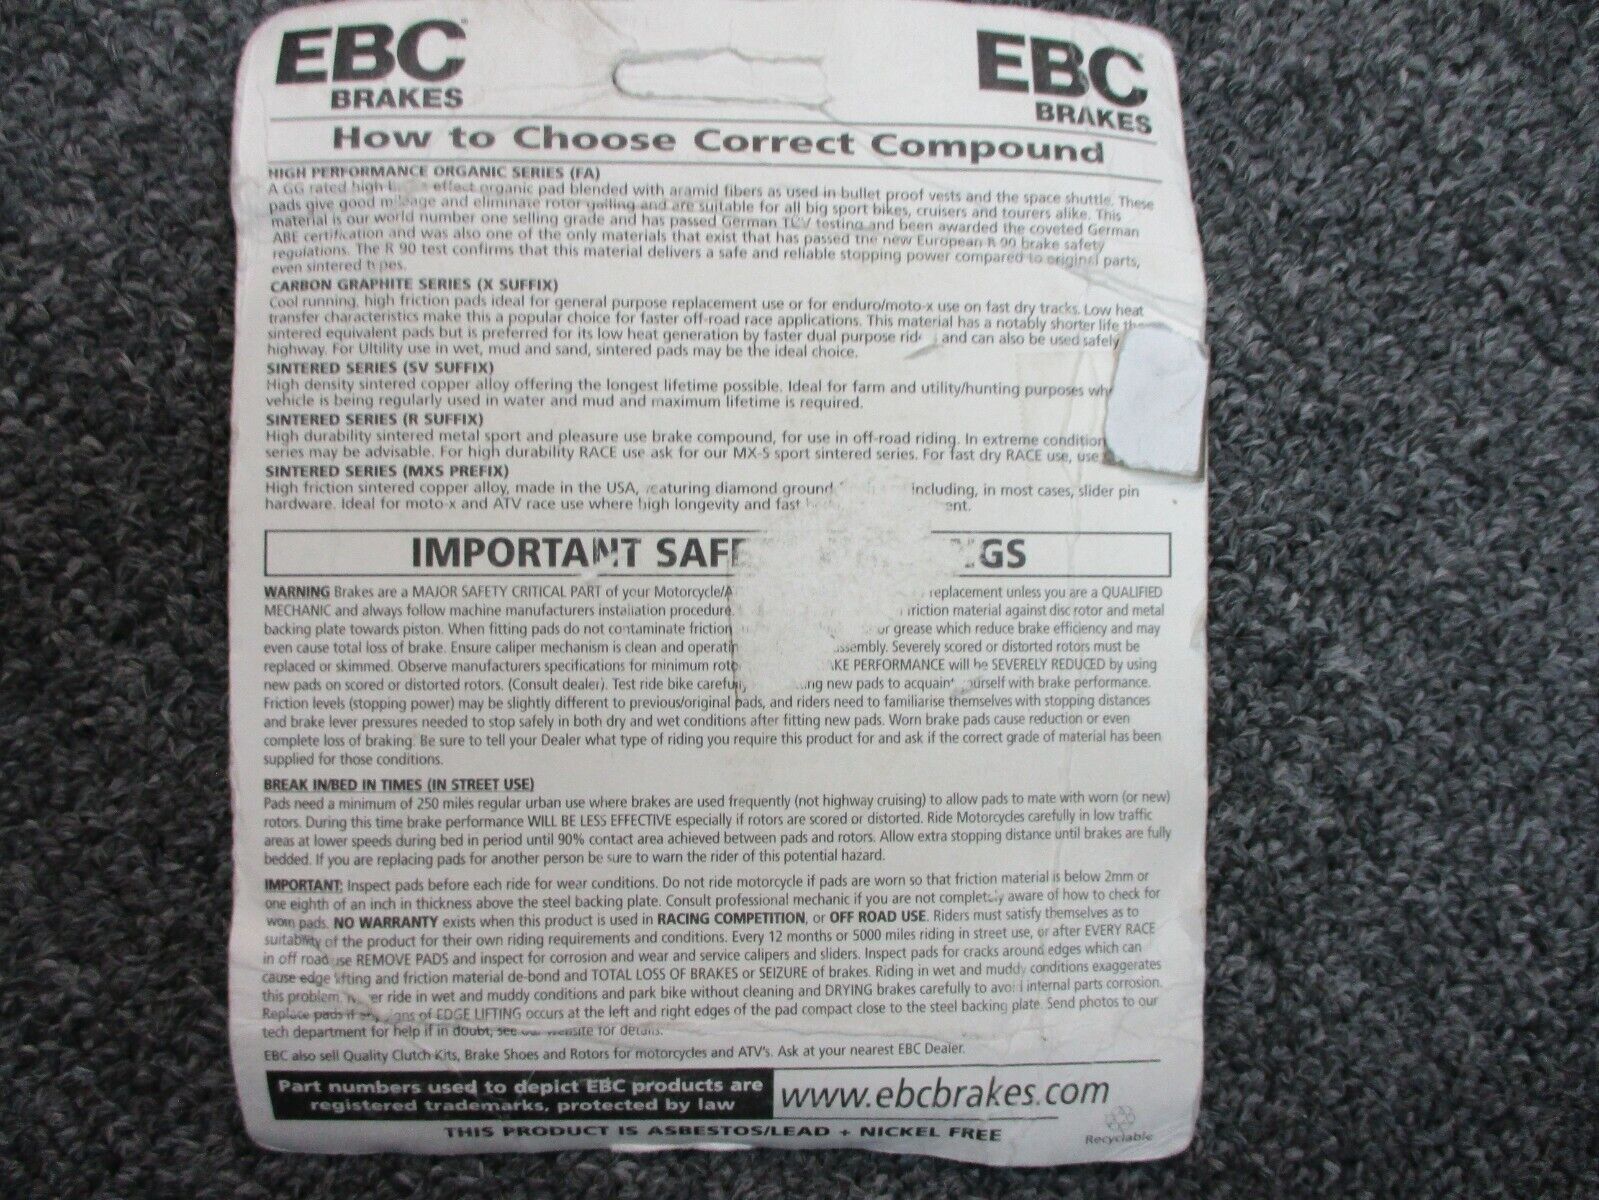 EBC
BRAKES
EBC
BRAKES
How to Choose Correct Compound
HIGH PERFORMANCE ORGANIC SERIES (FA)
A GG rated high effect organic pad blended with aramid fibers as used in bullet proof vests and the space shuttle. These
pads give good mileage and eliminate rotor galling and are suitable for all big sport bikes, cruisers and tourers alike. This
material is our world number one selling grade and has passed German TÜV testing and been awarded the coveted German
ABE certification and was also one of the only materials that exist that has passed the new European R 90 brake safety
regulations. The R 90 test confirms that this material delivers a safe and reliable stopping power compared to original parts,
even sintered types.
CARBON GRAPHITE SERIES (X SUFFIX)
Cool running, high friction pads ideal for general purpose replacement use or for enduro/moto-x use on fast dry tracks. Low heat
transfer characteristics make this a popular choice for faster off-road race applications. This material has a notably shorter life
sintered equivalent pads but is preferred for its low heat generation by faster dual purpose and can also be used safely
highway. For Ultility use in wet, mud and sand, sintered pads may be the ideal choice.
SINTERED SERIES (SV SUFFIX)
High density sintered copper alloy offering the longest lifetime possible. Ideal for farm and utility/hunting purposes
vehicle is being regularly used in water and mud and maximum lifetime is required.
SINTERED SERIES (R SUFFIX)
High durability sintered metal sport and pleasure use brake compound, for use in off-road riding. In extreme condition
series may be advisable. For high durability RACE use ask for our MX-S sport sintered series. For fast dry RACE use, use
SINTERED SERIES (MXS PREFIX)
High friction sintered copper alloy, made in the USA, featuring diamond ground including, in most cases, slider pin
hardware. Ideal for moto-x and ATV race use where high longevity and fast
IMPORTANT SAFE GS
WARNING Brakes are a MAJOR SAFETY CRITICAL PART of your Motorcycle/A replacement unless you are a QUALIFIED
MECHANIC and always follow machine manufacturers installation procedure. friction material against disc rotor and metal
backing plate towards piston. When fitting pads do not contaminate friction or grease which reduce brake efficiency and may
even cause total loss of brake. Ensure caliper mechanism is clean and assembly. Severely scored or distorted rotors must be
replaced or skimmed. Observe manufacturers specifications for minimum PERFORMANCE will be SEVERELY REDUCED by using
new pads on scored or distorted rotors. (Consult dealer). Test ride bike carefully new pads to acquaint yourself with brake performance.
Friction levels (stopping power) may be slightly different to previous/original pads, and riders need to familiarise themselves with stopping distances
and brake lever pressures needed to stop safely in both dry and wet conditions after fitting new pads. Worn brake pads cause reduction or even
complete loss of braking. Be sure to tell your Dealer what type of riding you require this product for and ask if the correct grade of material has been
supplied for those conditions.
BREAK IN/BED IN TIMES (IN STREET USE)
Pads need a minimum of 250 miles regular urban use where brakes are used frequently (not highway cruising) to allow pads to mate with worn (or new)
rotors. During this time brake performance WILL BE LESS EFFECTIVE especially if rotors are scored or distorted. Ride Motorcycles carefully in low traffic
areas at lower speeds during bed in period until 90% contact area achieved between pads and rotors. Allow extra stopping distance until brakes are fully
bedded. If you are replacing pads for another person be sure to warn the rider of this potential hazard.
IMPORTANT: Inspect pads before each ride for wear conditions. Do not ride motorcycle if pads are worn so that friction material is below 2mm or
one eighth of an inch in thickness above the steel backing plate. Consult professional mechanic if you are not completely aware of how to check for
worn pads. NO WARRANTY exists when this product is used in RACING COMPETITION, or OFF ROAD USE. Riders must satisfy themselves as to
suitability of the product for their own riding requirements and conditions. Every 12 months or 5000 miles riding in street use, or after EVERY RACE
in off road use REMOVE PADS and inspect for corrosion and wear and service calipers and sliders. Inspect pads for cracks around edges which can
cause edge lifting and friction material de-bond and TOTAL LOSS OF BRAKES or SEIZURE of brakes. Riding in wet and muddy conditions exaggerates
this problem, never ride in wet and muddy conditions and park bike without cleaning and DRYING brakes carefully to avoid internal parts corrosion.
Replace pads if any signs of EDGE LIFTING occurs at the left and right edges of the pad compact close to the steel backing plate. Send photos to our
tech department for help if in doubt, see our website for details.
EBC also sell Quality Clutch Kits, Brake Shoes and Rotors for motorcycles and ATV's. Ask at your nearest EBC Dealer.
Part numbers used to depict EBC products are
registered trademarks, protected by law
www.ebcbrakes.com
THIS PRODUCT IS ASBESTOS/LEAD + NICKEL FREE
Recyclable